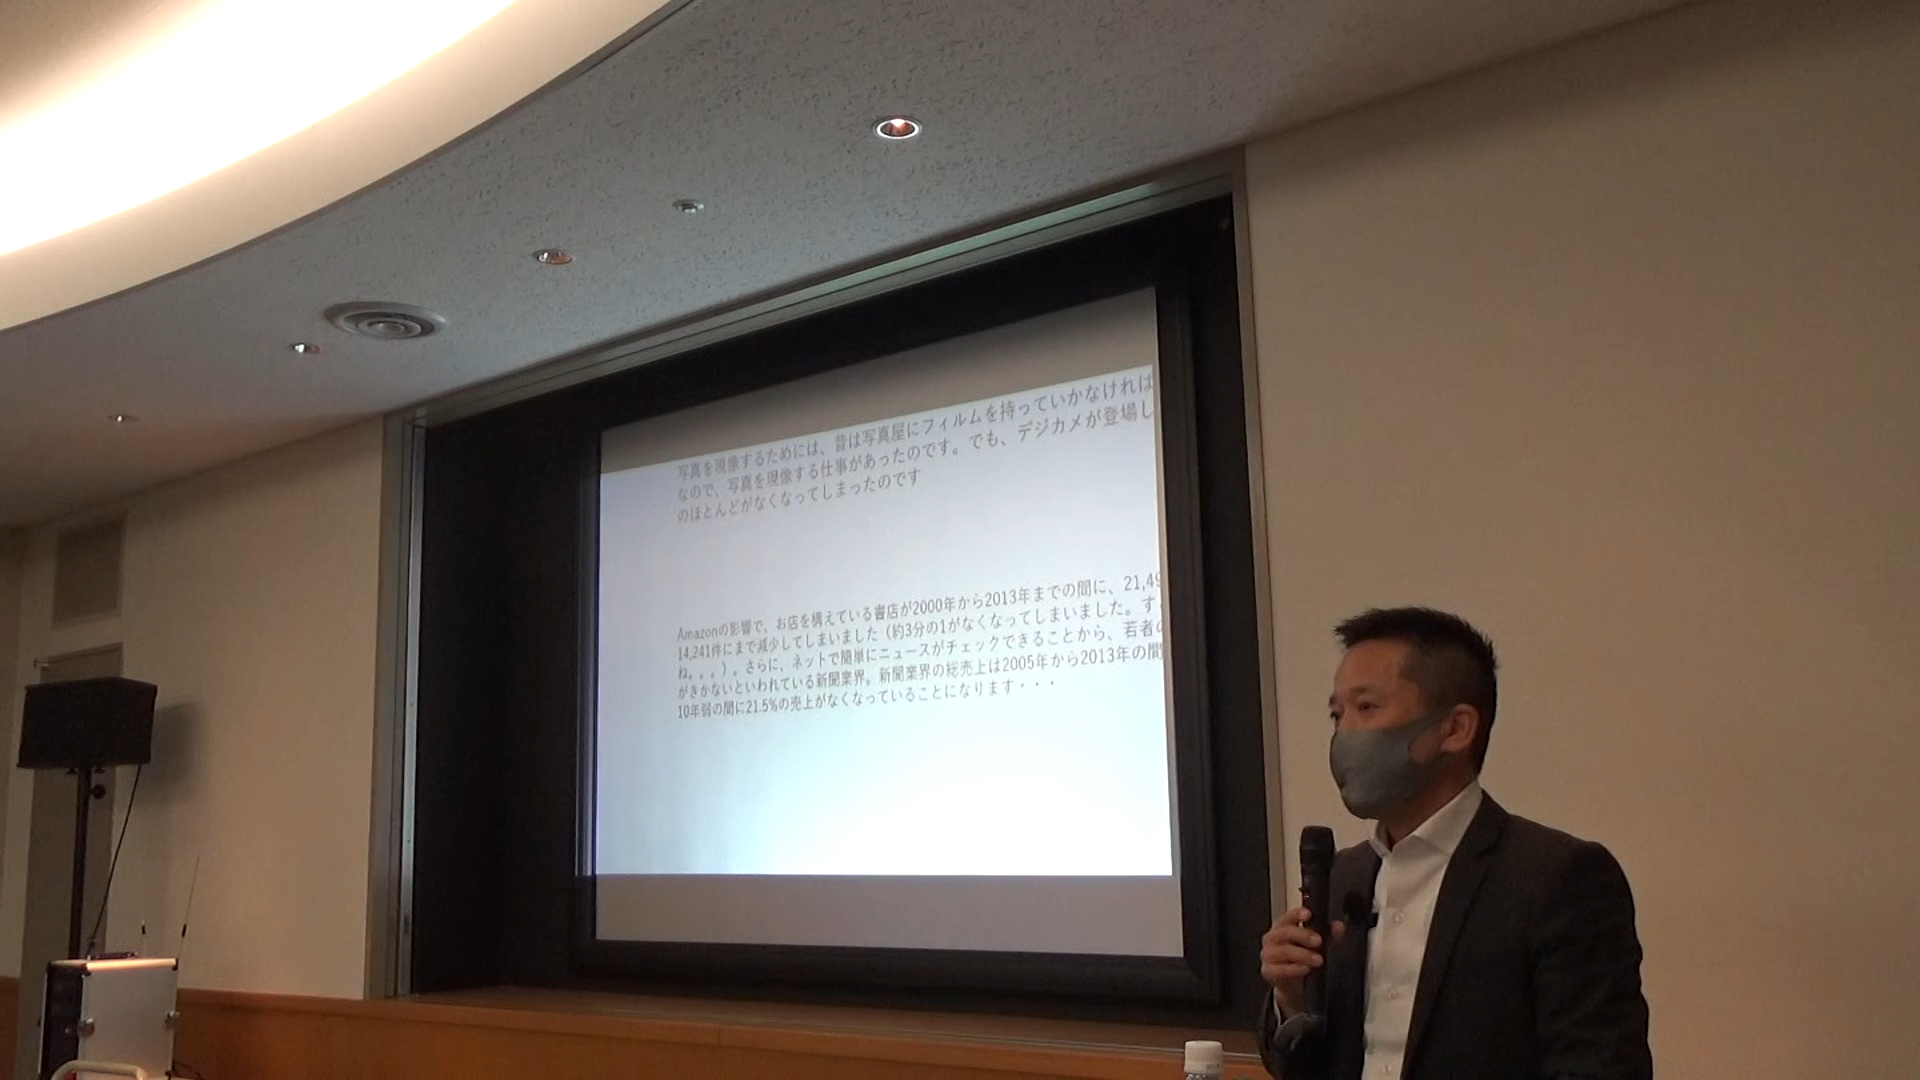 写真を現像するためには、昔は写真屋にフィルムを持っていかなければ
なので、写真を現像する仕事があったのです。でも、デジカメが登場し
のほとんどがなくなってしまったのです
Amazonの影響で、お店を構えている書店が2000年から2013年までの間に、21,49
14,241件にまで減少してしまいました（約3分の1がなくなってしまいました。す
ね。。。）。さらに、ネットで簡単にニュースがチェックできることから、若者の
がきかないといわれている新聞業界。新聞業界の総売上は2005年から2013年の間
10年弱の間に21.5%の売上がなくなっていることになります・・・